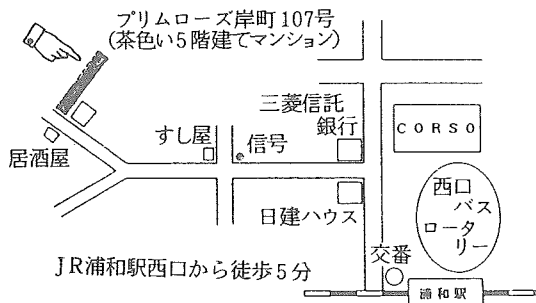 プリムローズ岸町107号
(茶色い5階建てマンション)
三菱信託
銀行
CORSO
すし屋
信号
居酒屋
日建ハウス
西口
バス
ロータ
リー
交番
JR浦和駅西口から徒歩5分
浦和駅